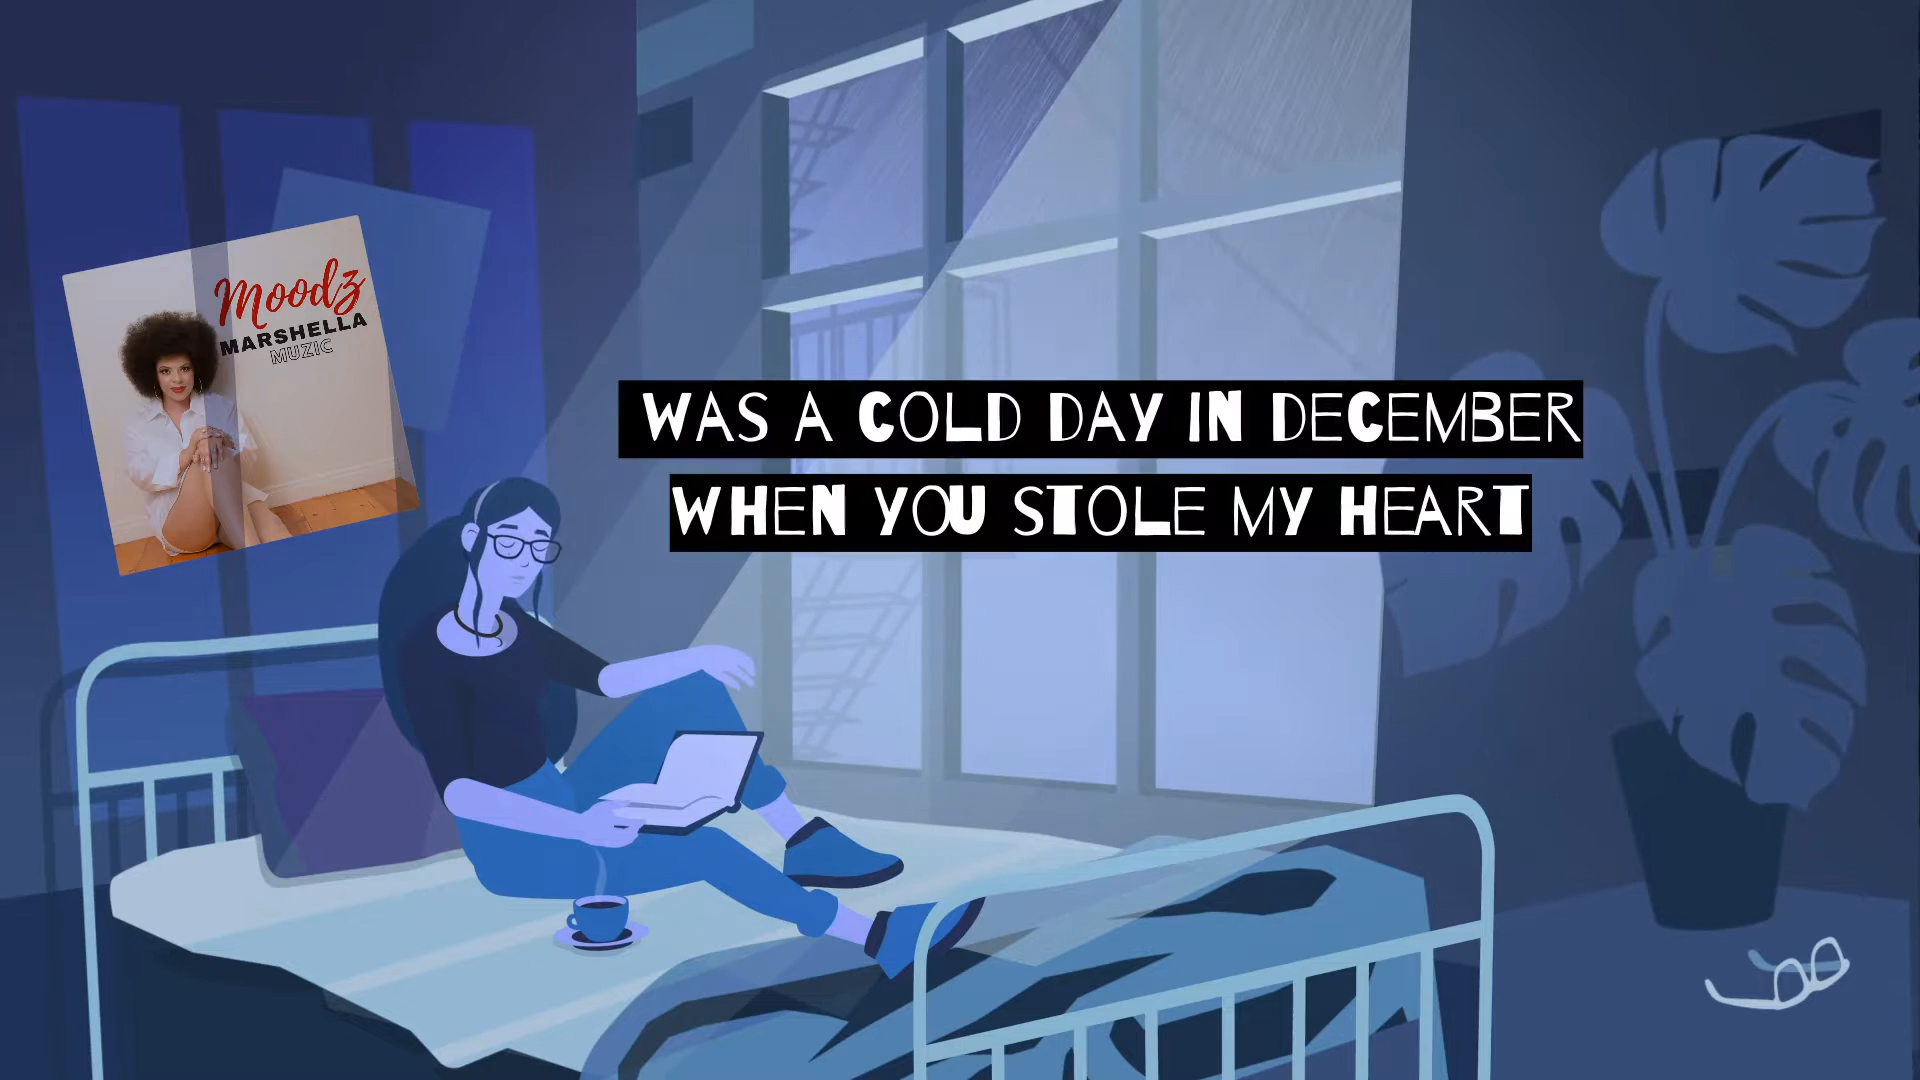 Moodz
MARSHELLA
MUZIC
WAS A COLD DAY IN DECEMBER
WHEN YOU STOLE MY HEART